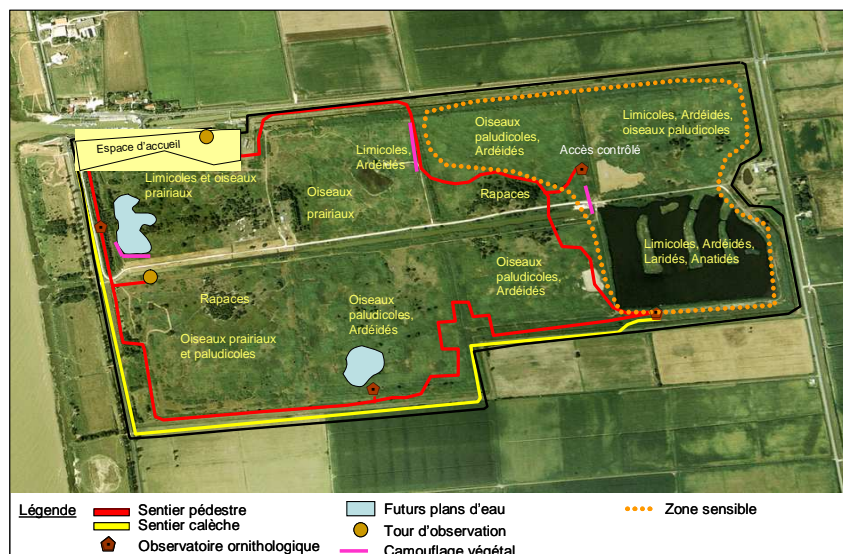 Espace d'accueil
Limicoles et oiseaux
prairiaux
Oiseaux
prairiaux
Limicoles,
Ardéidés
Oiseaux
paludicoles,
Ardéidés
Limicoles, Ardéidés,
oiseaux paludicoles
Accès contrôlé
Rapaces
Limicoles, Ardéidés,
Laridés, Anatidés
Oiseaux
paludicoles,
Ardéidés
Rapaces
Oiseaux
paludicoles,
Ardéidés
Oiseaux prairiaux
et paludicoles
Légende
Sentier pédestre
Sentier calèche
Observatoire ornithologique
Futurs plans d'eau
Tour d'observation
Camouflage végétal
Zone sensible